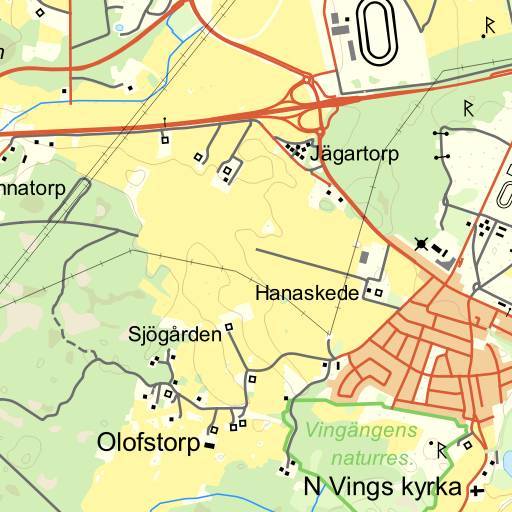 n
Jägartorp
nnatorp
Hanaskede
Sjögården
Olofstorp
Vingängens
naturres.
N Vings kyrka